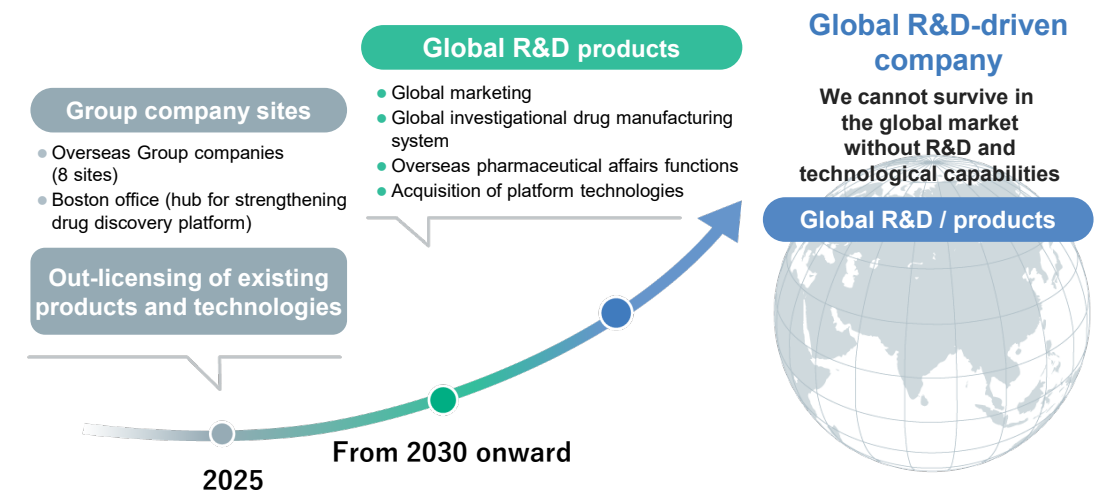 Group company sites
● Overseas Group companies
(8 sites)
● Boston office (hub for strengthening
drug discovery platform)
Out-licensing of existing
products and technologies
2025
Global R&D products
● Global marketing
● Global investigational drug manufacturing
system
● Overseas pharmaceutical affairs functions
● Acquisition of platform technologies
From 2030 onward
Global R&D-driven
company
We cannot survive in
the global market
without R&D and
technological capabilities
Global R&D / products